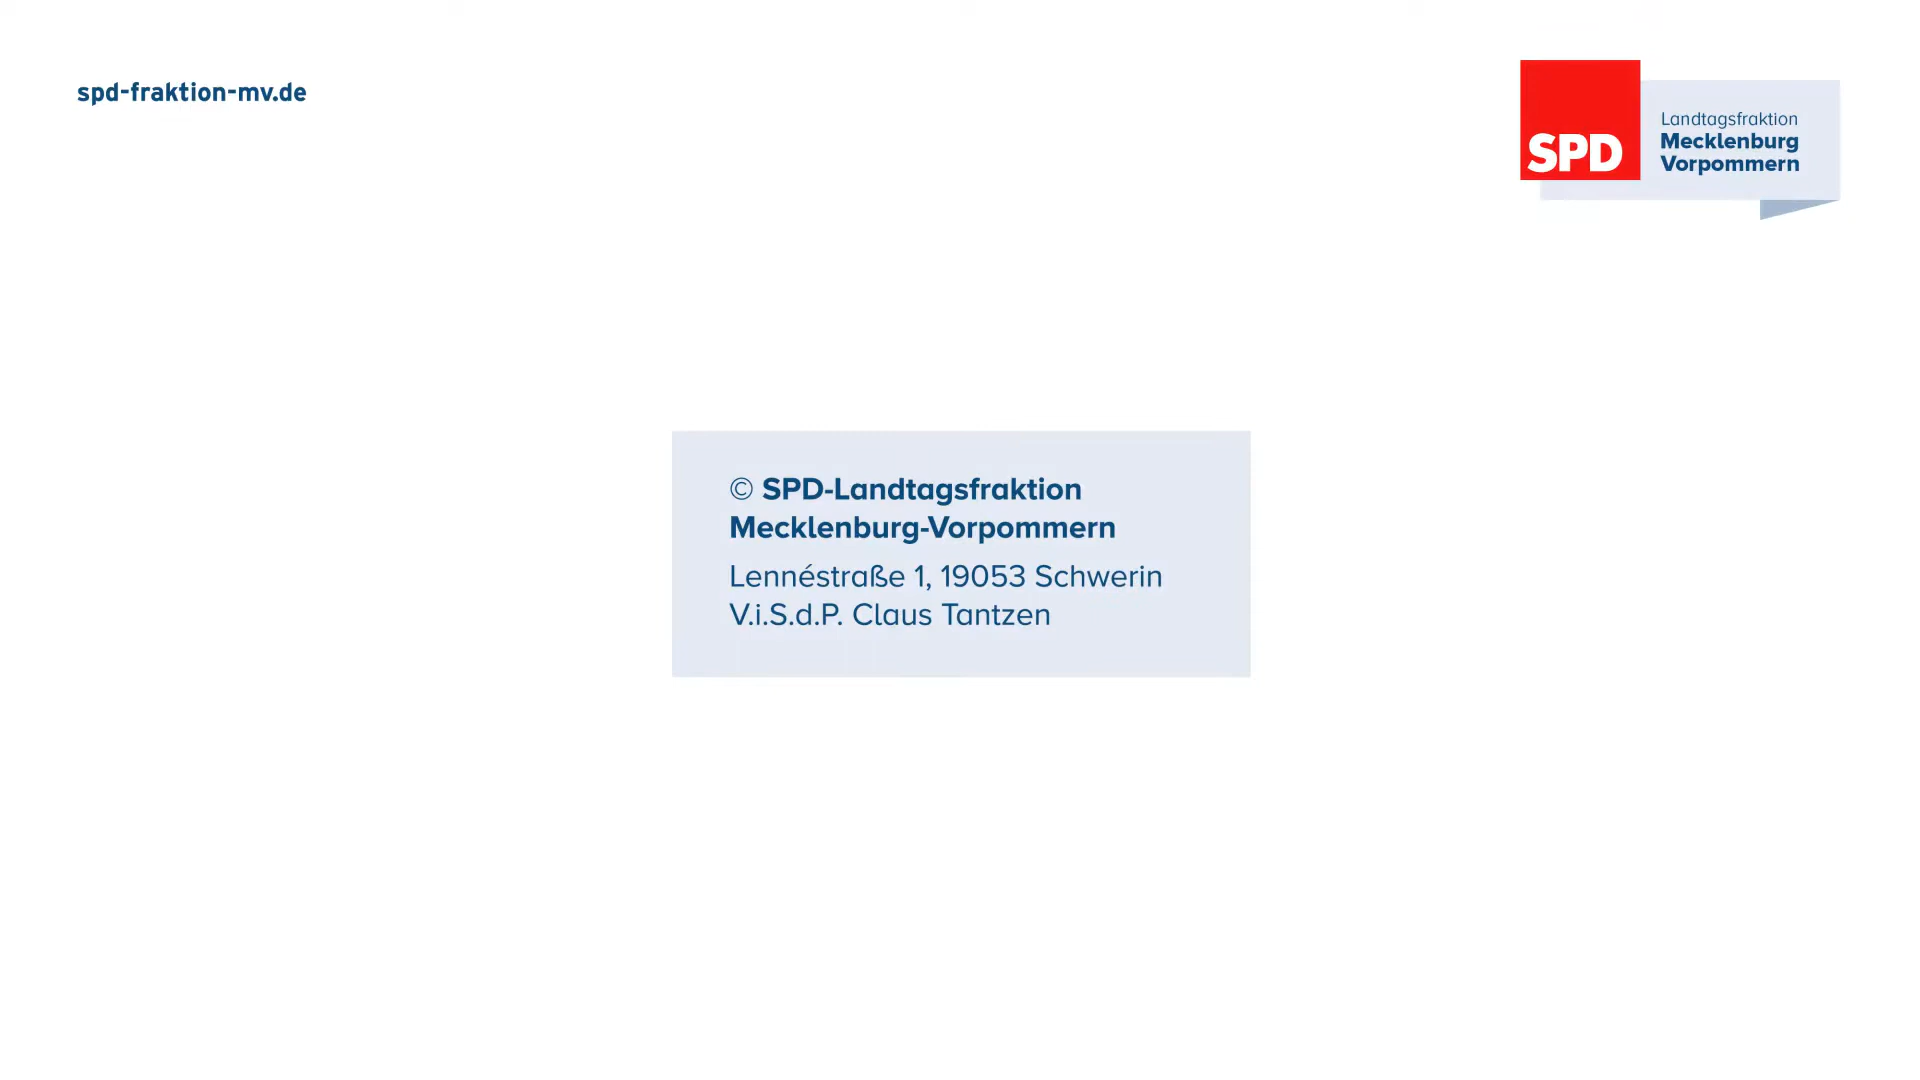 spd-fraktion-mv.de
SPD
Landtagsfraktion
Mecklenburg
Vorpommern
© SPD-Landtagsfraktion
Mecklenburg-Vorpommern
Lennéstraße 1, 19053 Schwerin
V.i.S.d.P. Claus Tantzen